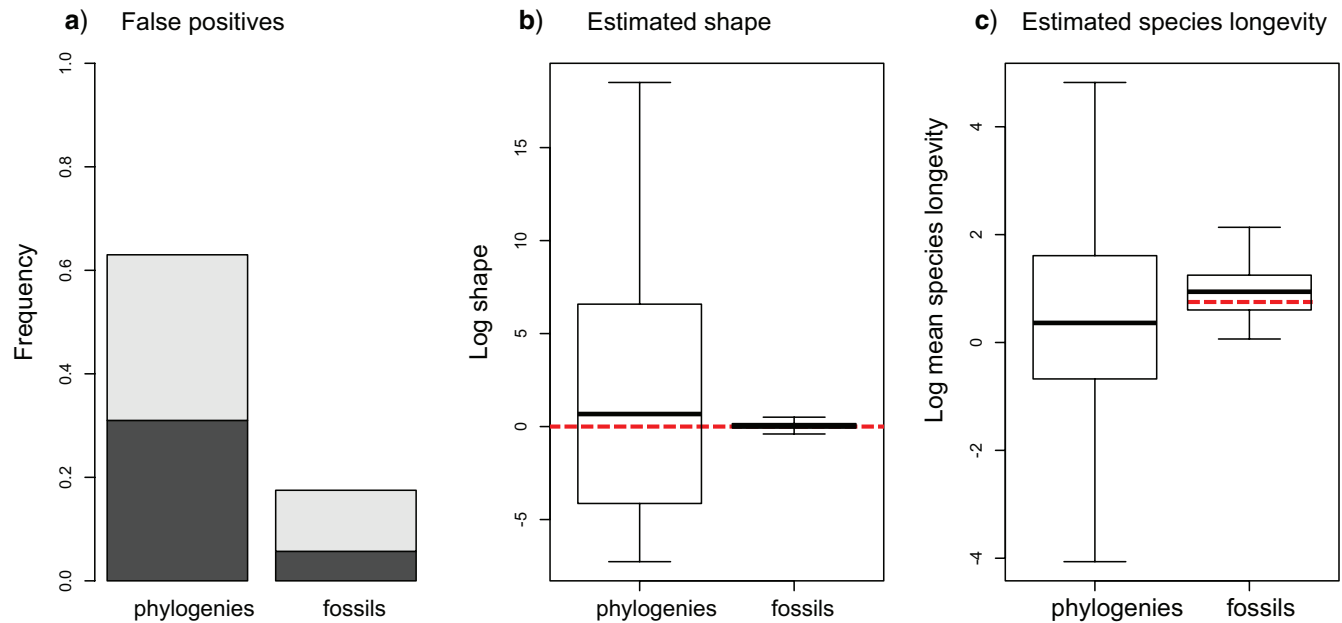 a) False positives
Frequency
1.0
0.8
0.6
0.4
0.2
0.0
phylogenies fossils
b) Estimated shape
Log shape
15
10
5
0
-5
phylogenies fossils
c) Estimated species longevity
Log mean species longevity
4
2
0
-2
-4
phylogenies fossils